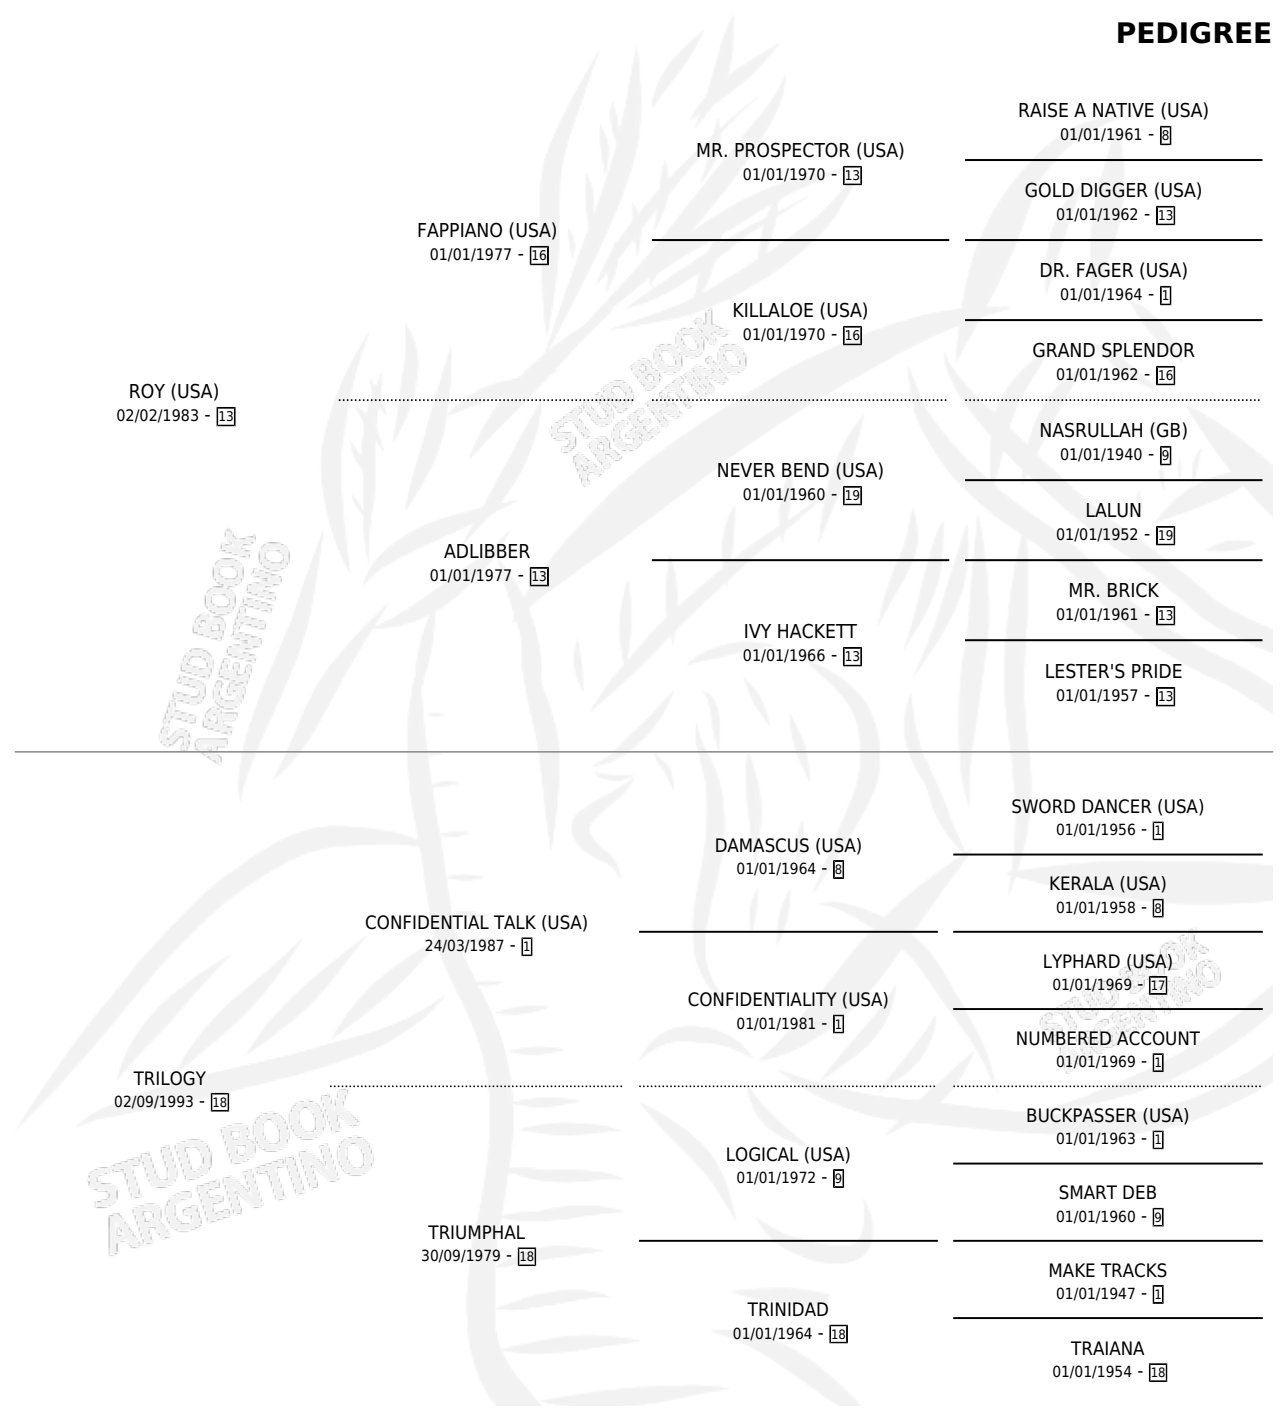 PEDIGREE
RAISE A NATIVE (USA)
01/01/1961 - 8
MR. PROSPECTOR (USA)
01/01/1970 - 13
GOLD DIGGER (USA)
01/01/1962 - 13
FAPPIANO (USA)
01/01/1977 - 16
DR. FAGER (USA)
01/01/1964 - 1
KILLALOE (USA)
01/01/1970 - 16
GRAND SPLENDOR
01/01/1962 - 16
ROY (USA)
02/02/1983 - 13
STUD BOOK
ARGENTINO
NASRULLAH (GB)
01/01/1940 - 9
NEVER BEND (USA)
01/01/1960 - 19
LALUN
01/01/1952 - 19
ADLIBBER
01/01/1977 - 13
MR. BRICK
01/01/1961 - 13
IVY HACKETT
01/01/1966 - 13
LESTER'S PRIDE
01/01/1957 - 13
STUD BOOK
ARGENTINO
SWORD DANCER (USA)
01/01/1956 - 1
DAMASCUS (USA)
01/01/1964 - 8
KERALA (USA)
01/01/1958 - 8
CONFIDENTIAL TALK (USA)
24/03/1987 - 1
LYPHARD (USA)
01/01/1969 - 17
CONFIDENTIALITY (USA)
01/01/1981 - 1
STUD BOOK
ARGENTINO
NUMBERED ACCOUNT
01/01/1969 - 1
TRILOGY
02/09/1993 - 18
STUD BOOK
ARGENTINO
BUCKPASSER (USA)
01/01/1963 - 1
LOGICAL (USA)
01/01/1972 - 9
SMART DEB
01/01/1960 - 9
TRIUMPHAL
30/09/1979 - 18
MAKE TRACKS
01/01/1947 - 1
TRINIDAD
01/01/1964 - 18
TRAIANA
01/01/1954 - 18